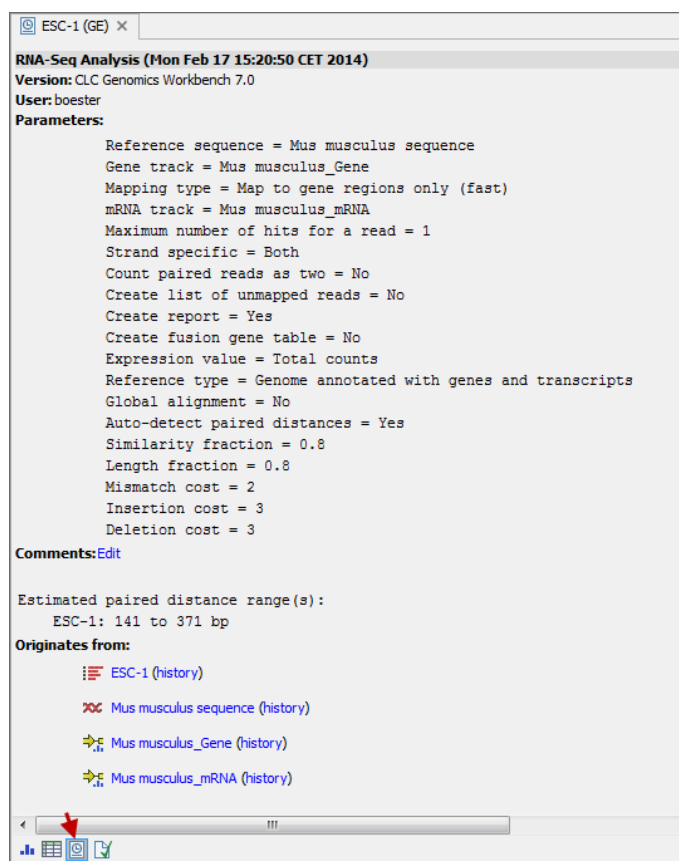 ESC-1 (GE)
RNA-Seq Analysis (Mon Feb 17 15:20:50 CET 2014)
Version: CLC Genomics Workbench 7.0
User: boester
Parameters:
Reference sequence = Mus musculus sequence
Gene track = Mus musculus_Gene
Mapping type = Map to gene regions only (fast)
mRNA track = Mus musculus_mRNA
Maximum number of hits for a read = 1
Strand specific = Both
Count paired reads as two = No
Create list of unmapped reads = No
Create report = Yes
Create fusion gene table = No
Expression value = Total counts
Reference type = Genome annotated with genes and transcripts
Global alignment = No
Auto-detect paired distances = Yes
Similarity fraction = 0.8
Length fraction = 0.8
Mismatch cost = 2
Insertion cost = 3
Deletion cost = 3
Comments: Edit
Estimated paired distance range(s):
ESC-1: 141 to 371 bp
Originates from:
ESC-1 (history)
Mus musculus sequence (history)
Mus musculus_Gene (history)
Mus musculus_mRNA (history)